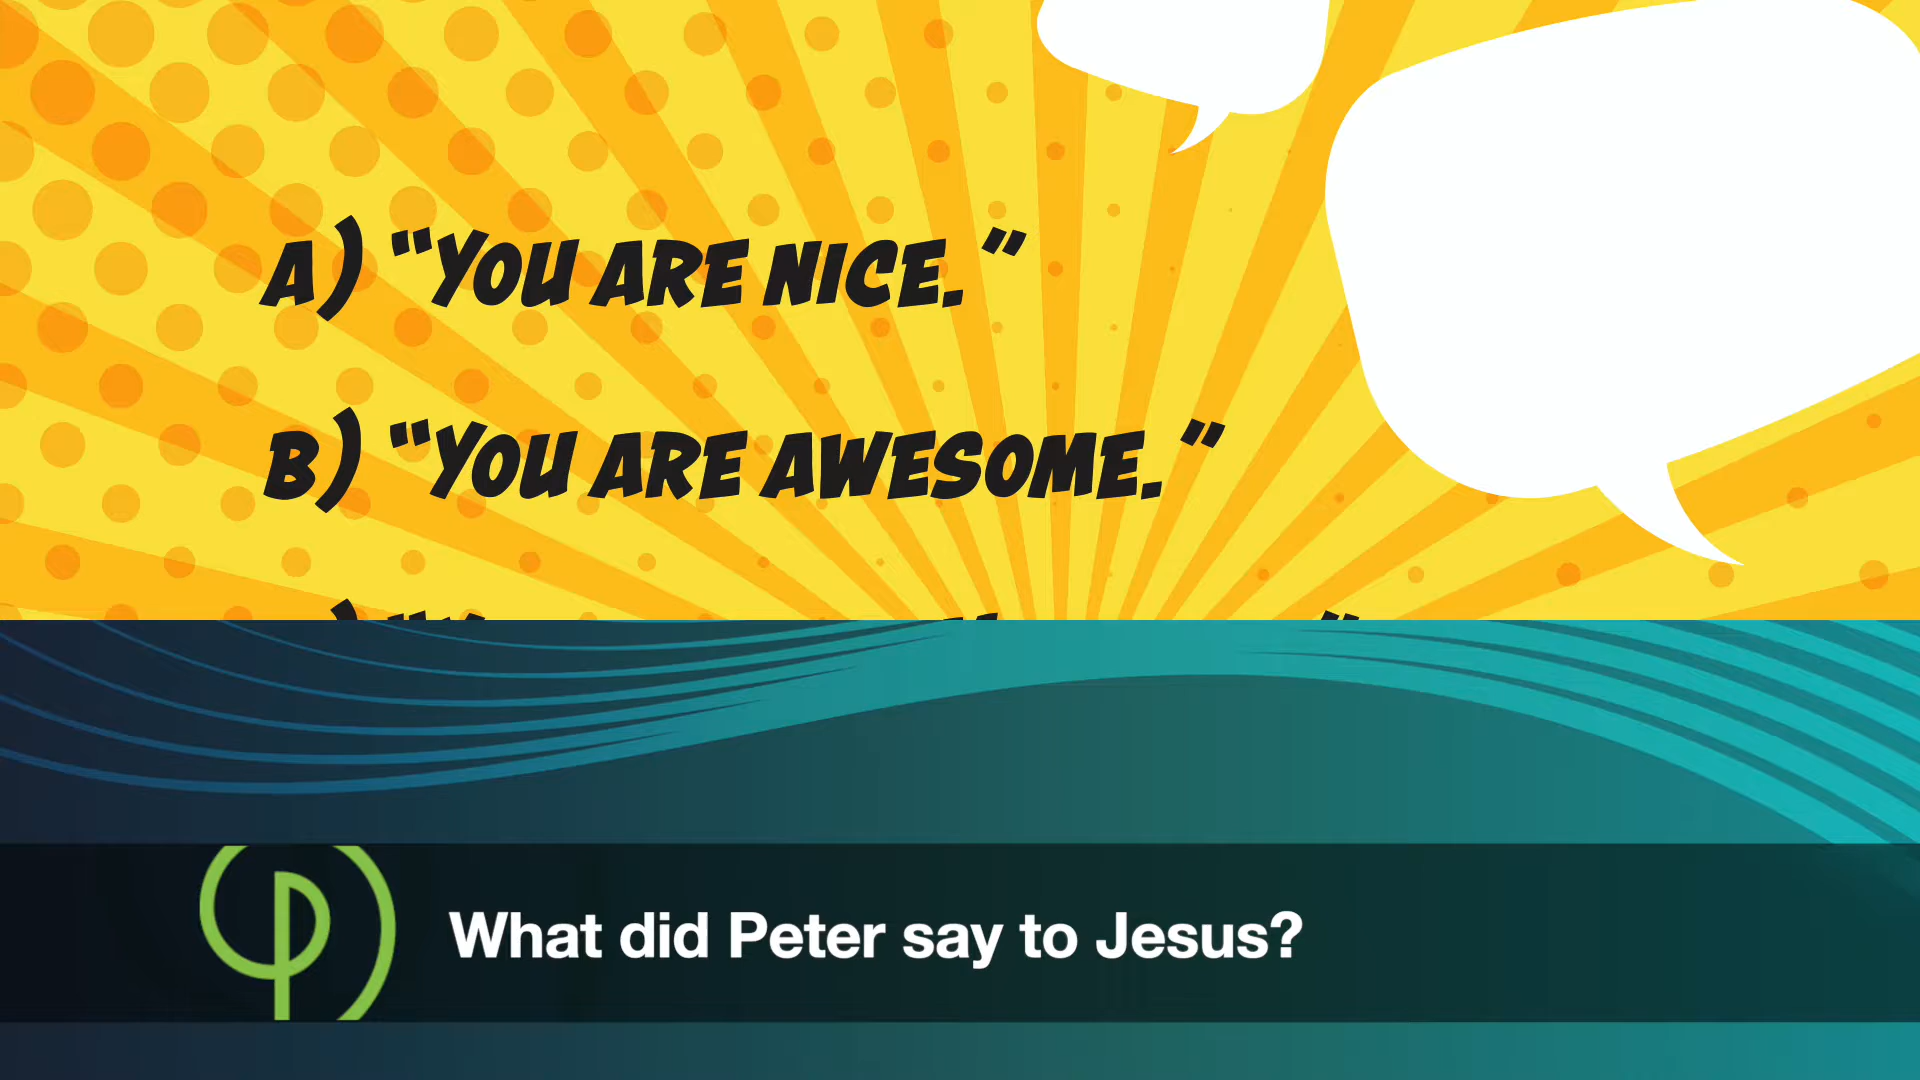 A) “YOU ARE NICE.”
B) “YOU ARE AWESOME.”
What did Peter say to Jesus?